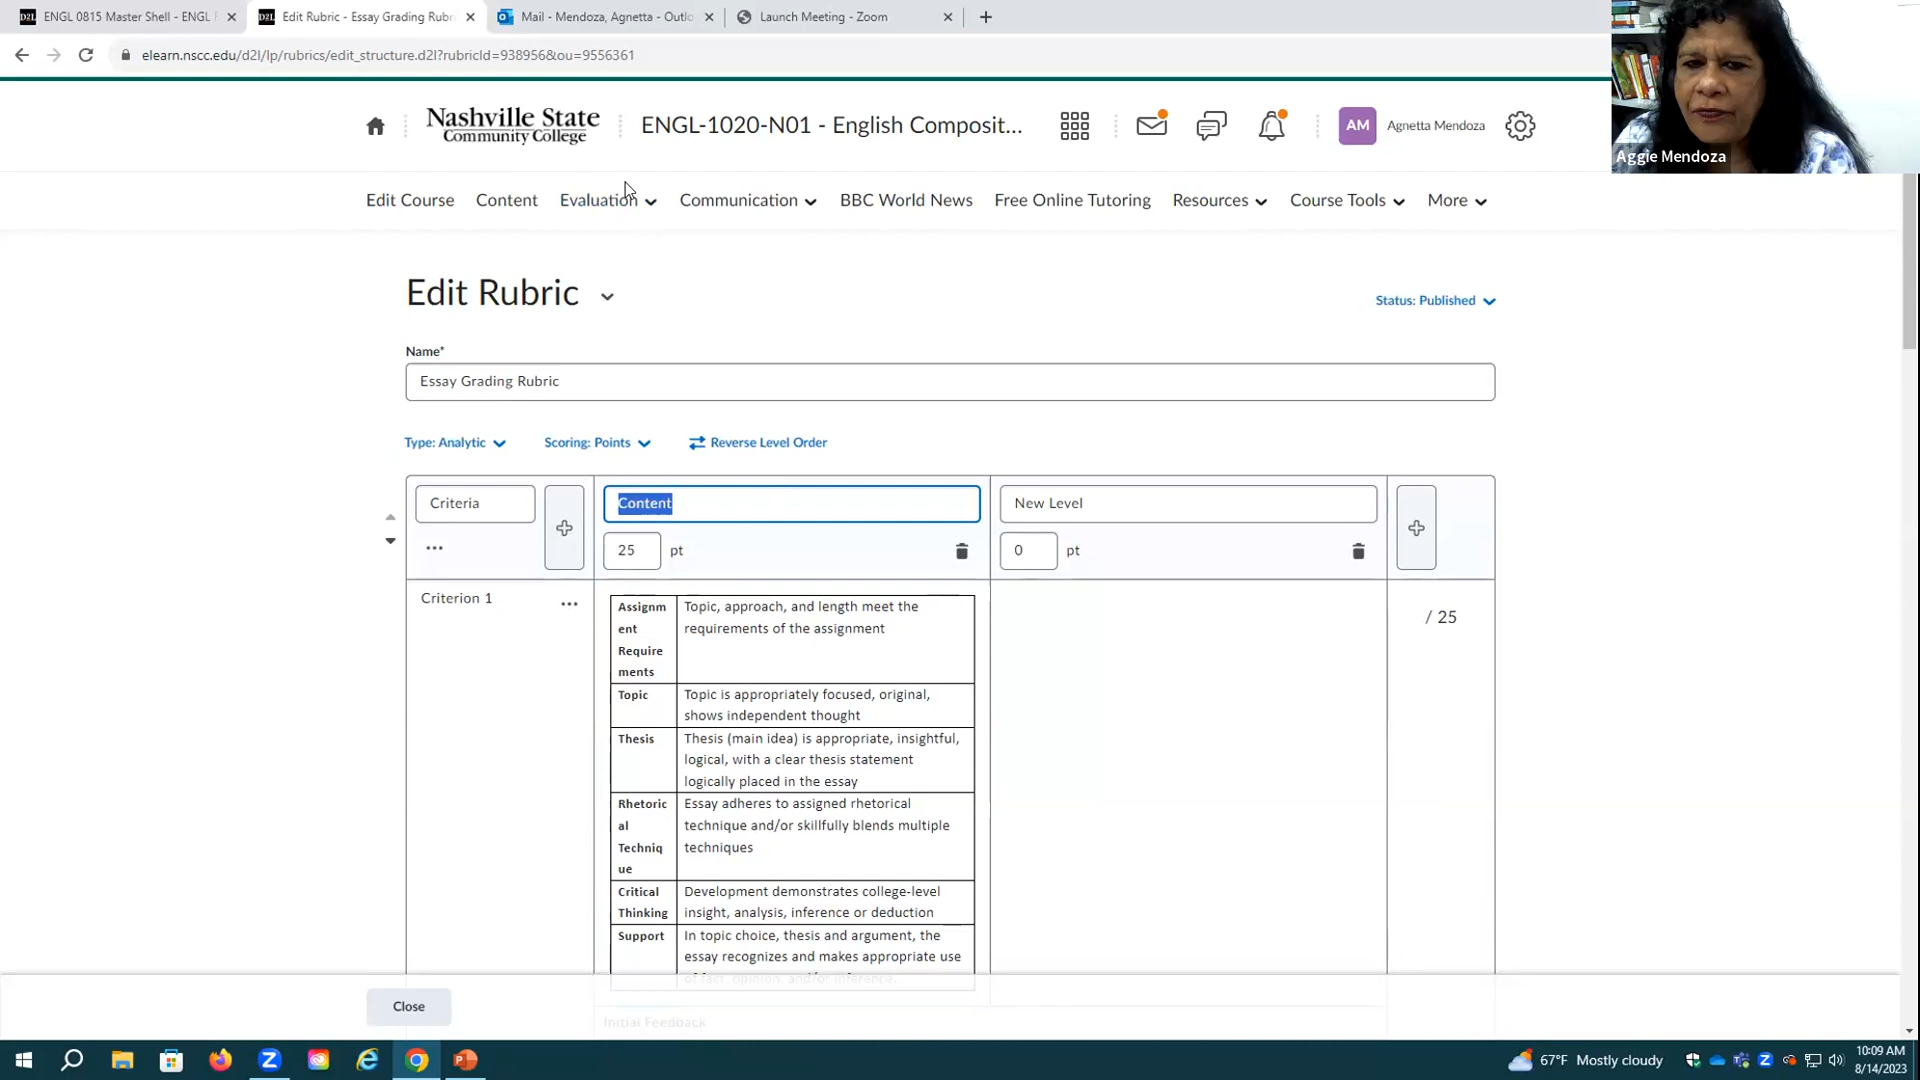 ENGL 0815 Master Shell - ENGL
Edit Rubric - Essay Grading Rubr
Mail - Mendoza, Agnetta - Outlo
Launch Meeting - Zoom
elearn.nscc.edu/d2l/lp/rubrics/edit_structure.d2l?rubricId=938956&ou=9556361
Nashville State
Community College
ENGL-1020-N01 - English Composit...
AM
Agnetta Mendoza
Aggie Mendoza
Edit Course
Content
Evaluation
Communication
BBC World News
Free Online Tutoring
Resources
Course Tools
More
Edit Rubric
Status: Published
Name*
Essay Grading Rubric
Type: Analytic
Scoring: Points
Reverse Level Order
Criteria
Content
New Level
...
25 pt
0 pt
Criterion 1
...
/ 25
Assignm
ent
Require
ments
Topic, approach, and length meet the
requirements of the assignment
Topic
Topic is appropriately focused, original,
shows independent thought
Thesis
Thesis (main idea) is appropriate, insightful,
logical, with a clear thesis statement
logically placed in the essay
Rhetoric
al
Techniq
ue
Essay adheres to assigned rhetorical
technique and/or skillfully blends multiple
techniques
Critical
Thinking
Development demonstrates college-level
insight, analysis, inference or deduction
Support
In topic choice, thesis and argument, the
essay recognizes and makes appropriate use
of fact, opinion, and/or inference.
Close
Initial Feedback
67°F Mostly cloudy
10:09 AM
8/14/2023